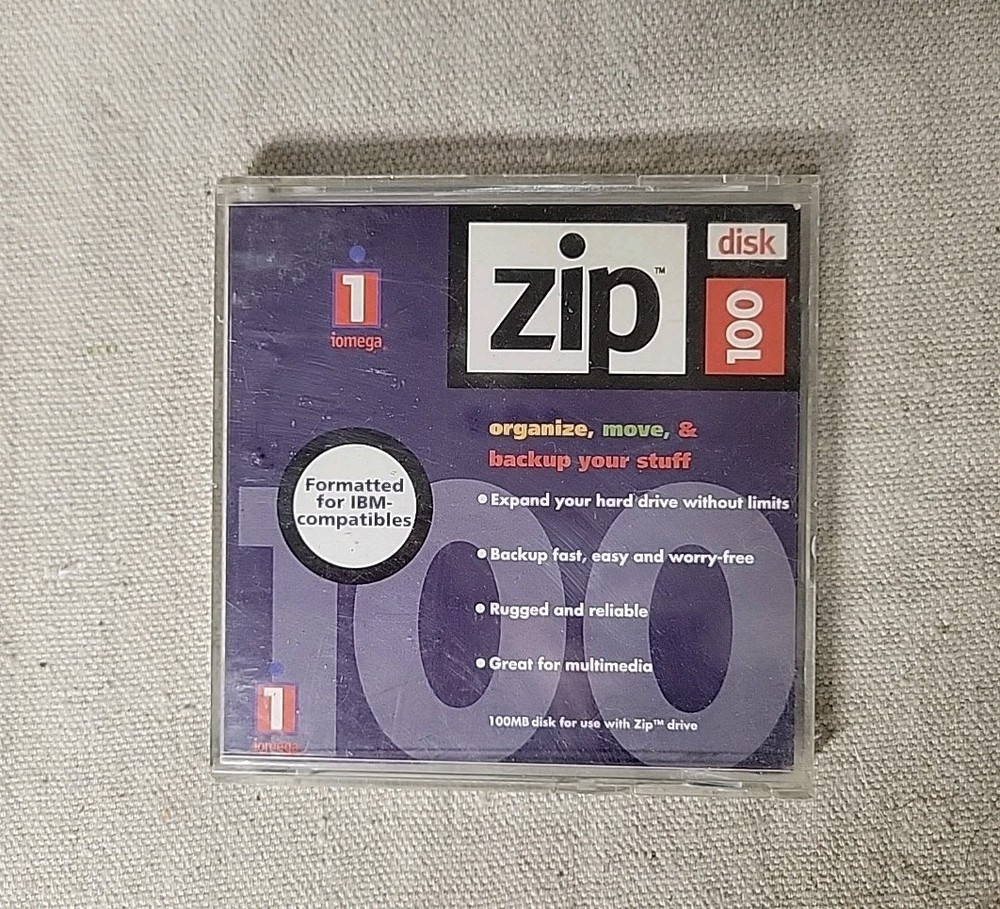 1
iomega
zip™
disk
100
organize, move, &
backup your stuff
Formatted
for IBM-
compatibles
• Expand your hard drive without limits
• Backup fast, easy and worry-free
• Rugged and reliable
• Great for multimedia
100MB disk for use with Zip™ drive
100
1
iomega